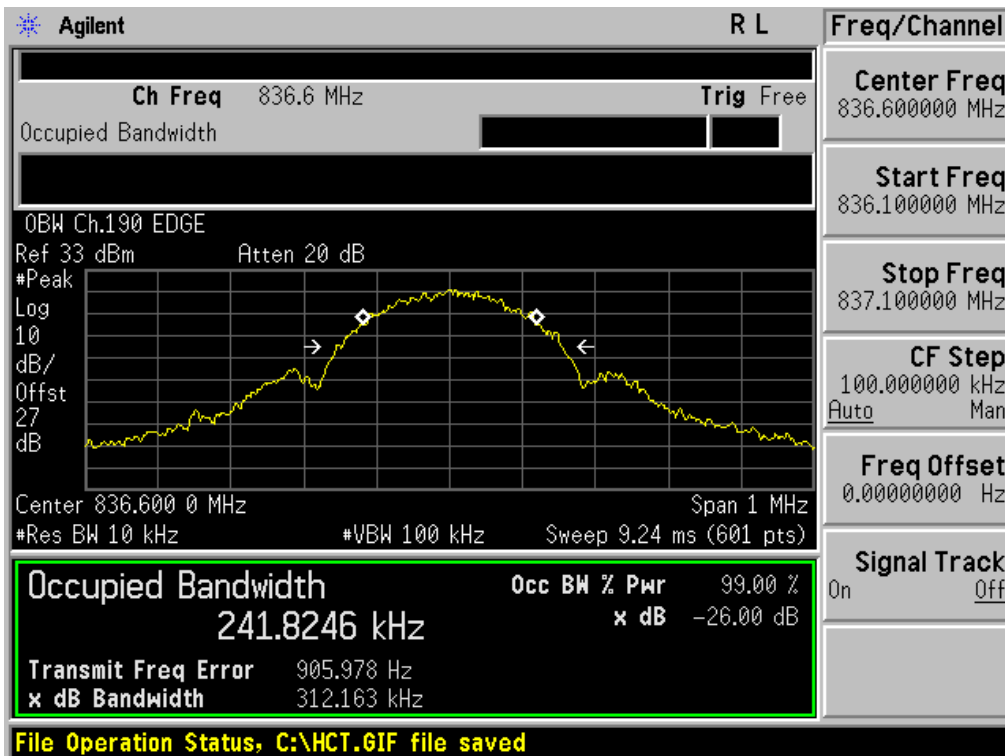 Agilent R L
Ch Freq 836.6 MHz Trig Free
Occupied Bandwidth
OBW Ch.190 EDGE
Ref 33 dBm Atten 20 dB
#Peak
Log
10
dB/
Offst
27
dB
Center 836.600 0 MHz Span 1 MHz
#Res BW 10 kHz #VBW 100 kHz Sweep 9.24 ms (601 pts)
Occupied Bandwidth Occ BW % Pwr 99.00 %
241.8246 kHz x dB -26.00 dB
Transmit Freq Error 905.978 Hz
x dB Bandwidth 312.163 kHz
File Operation Status, C:\HCT.GIF file saved
Freq/Channel
Center Freq
836.600000 MHz
Start Freq
836.100000 MHz
Stop Freq
837.100000 MHz
CF Step
100.000000 kHz
Auto Man
Freq Offset
0.00000000 Hz
Signal Track
On Off